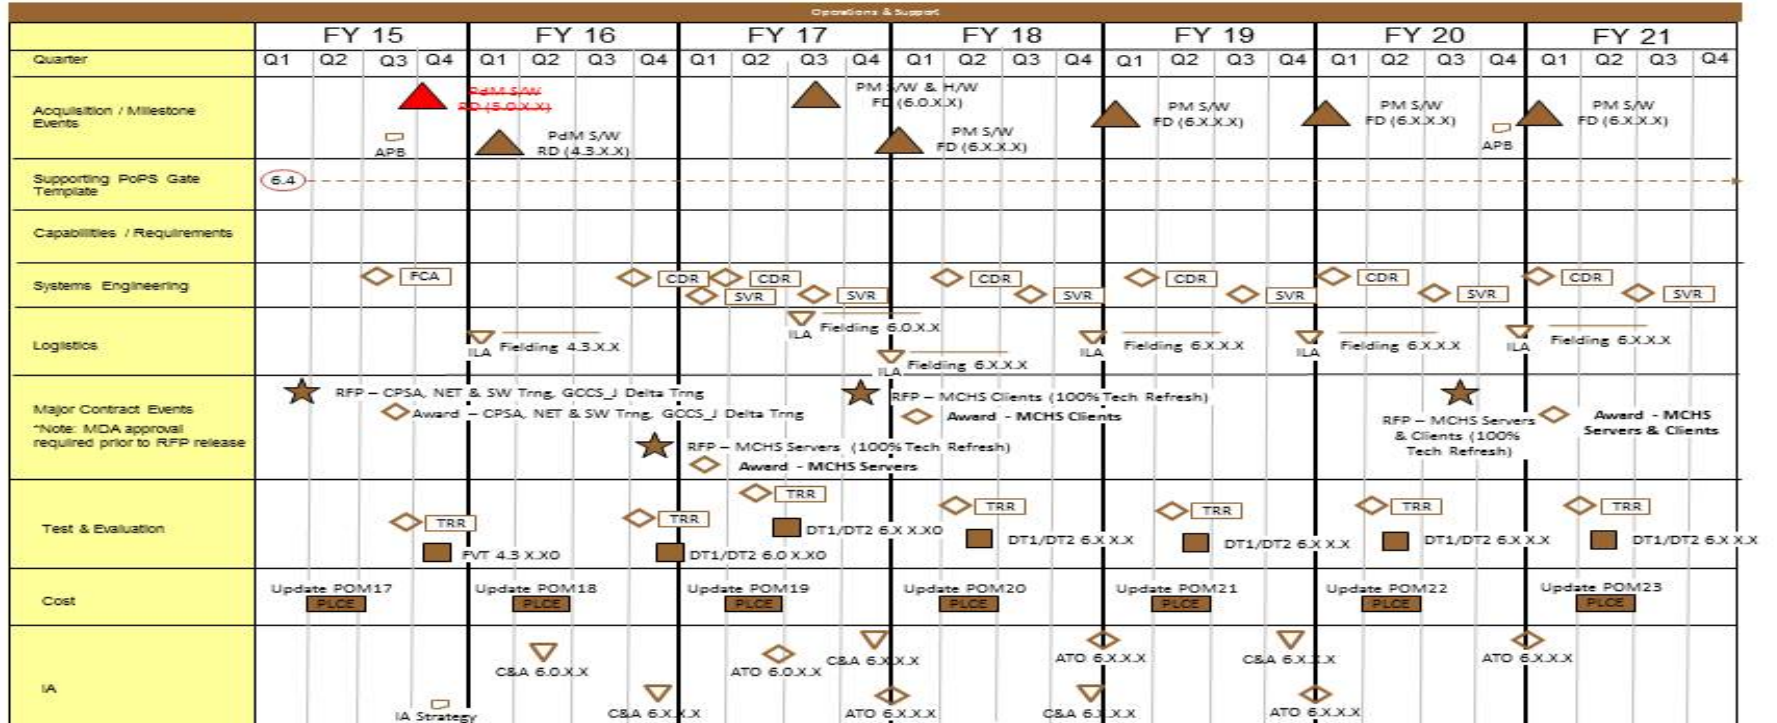 Operations & Support
FY 15 FY 16 FY 17 FY 18 FY 19 FY 20 FY 21
Quarter Q1 Q2 Q3 Q4 Q1 Q2 Q3 Q4 Q1 Q2 Q3 Q4 Q1 Q2 Q3 Q4 Q1 Q2 Q3 Q4 Q1 Q2 Q3 Q4 Q1 Q2 Q3 Q4
Acquisition / Milestone
Events
PdM S/W
RD (5.0.X.X)
APB
PdM S/W
RD (4.3.X.X)
PM S/W & H/W
FD (6.0.X.X)
PM S/W
FD (6.X.X.X)
PM S/W
FD (6.X.X.X)
PM S/W
FD (6.X.X.X)
APB
PM S/W
FD (6.X.X.X)
Supporting PoPS Gate
Template
6.4
Capabilities / Requirements
Systems Engineering
FCA CDR CDR CDR CDR CDR CDR
SVR SVR SVR SVR SVR SVR
Logistics
ILA Fielding 4.3.X.X
ILA Fielding 6.0.X.X
ILA Fielding 6.X.X.X
ILA Fielding 6.X.X.X
ILA Fielding 6.X.X.X
ILA Fielding 6.X.X.X
Major Contract Events
*Note: MDA approval
required prior to RFP release
RFP – CPSA, NET & SW Trng, GCCS_J Delta Trng
Award – CPSA, NET & SW Trng, GCCS_J Delta Trng
RFP – MCHS Servers (100% Tech Refresh)
Award - MCHS Servers
RFP – MCHS Clients (100% Tech Refresh)
Award - MCHS Clients
RFP – MCHS Servers
& Clients (100%
Tech Refresh)
Award - MCHS
Servers & Clients
Test & Evaluation
TRR TRR TRR TRR TRR TRR TRR
FVT 4.3 X.X0
DT1/DT2 6.0 X.X0
DT1/DT2 6.X X.X0
DT1/DT2 6.X X.X
DT1/DT2 6.X X.X
DT1/DT2 6.X X.X
DT1/DT2 6.X X.X
Cost
Update POM17 Update POM18 Update POM19 Update POM20 Update POM21 Update POM22 Update POM23
PLCE PLCE PLCE PLCE PLCE PLCE PLCE
IA
IA Strategy
C&A 6.0.X.X
C&A 6.X.X.X
ATO 6.0.X.X
C&A 6.X.X.X
ATO 6.X.X.X
ATO 6.X.X.X
C&A 6.X.X.X
C&A 6.X.X.X
ATO 6.X.X.X
ATO 6.X.X.X